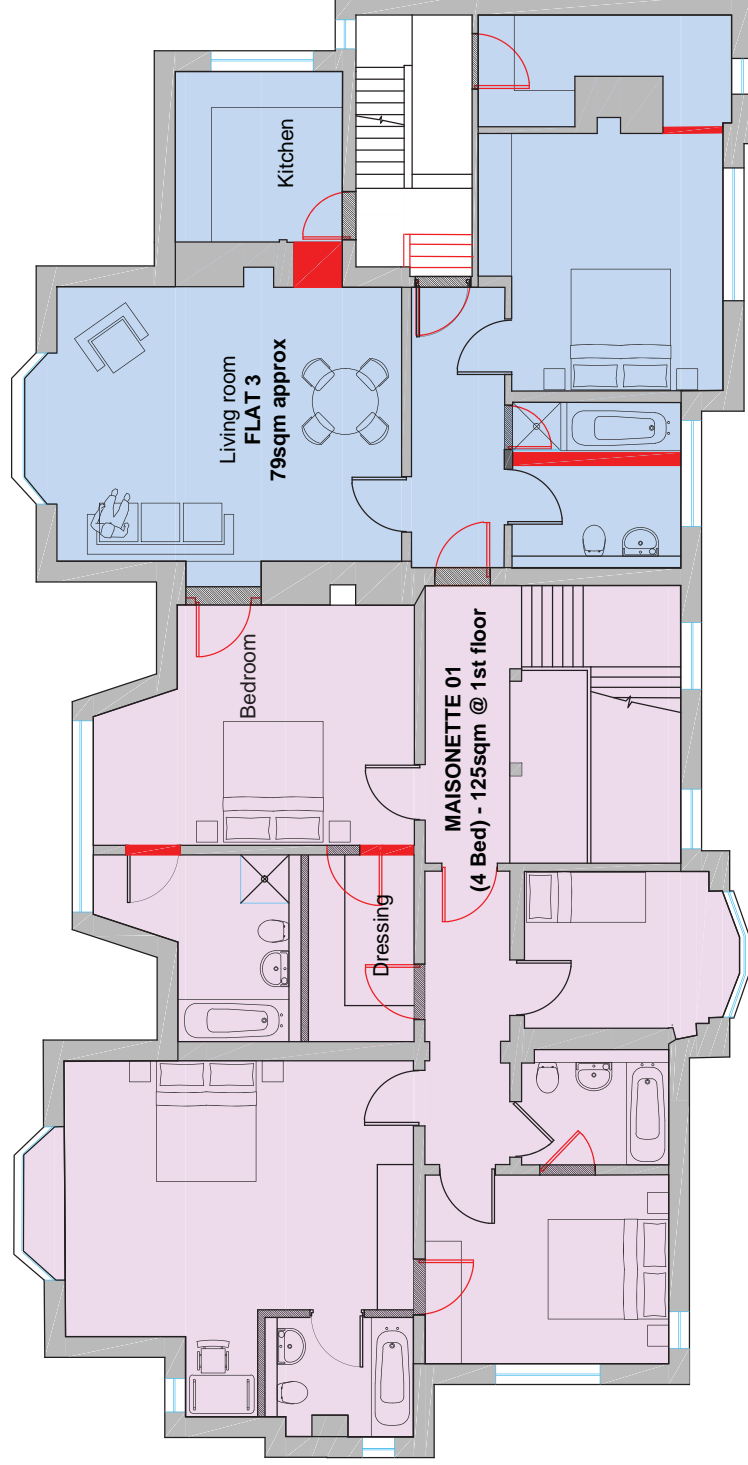 Kitchen
Living room
FLAT 3
79sqm approx
Bedroom
MAISONETTE 01
(4 Bed) - 125sqm @ 1st floor
Dressing